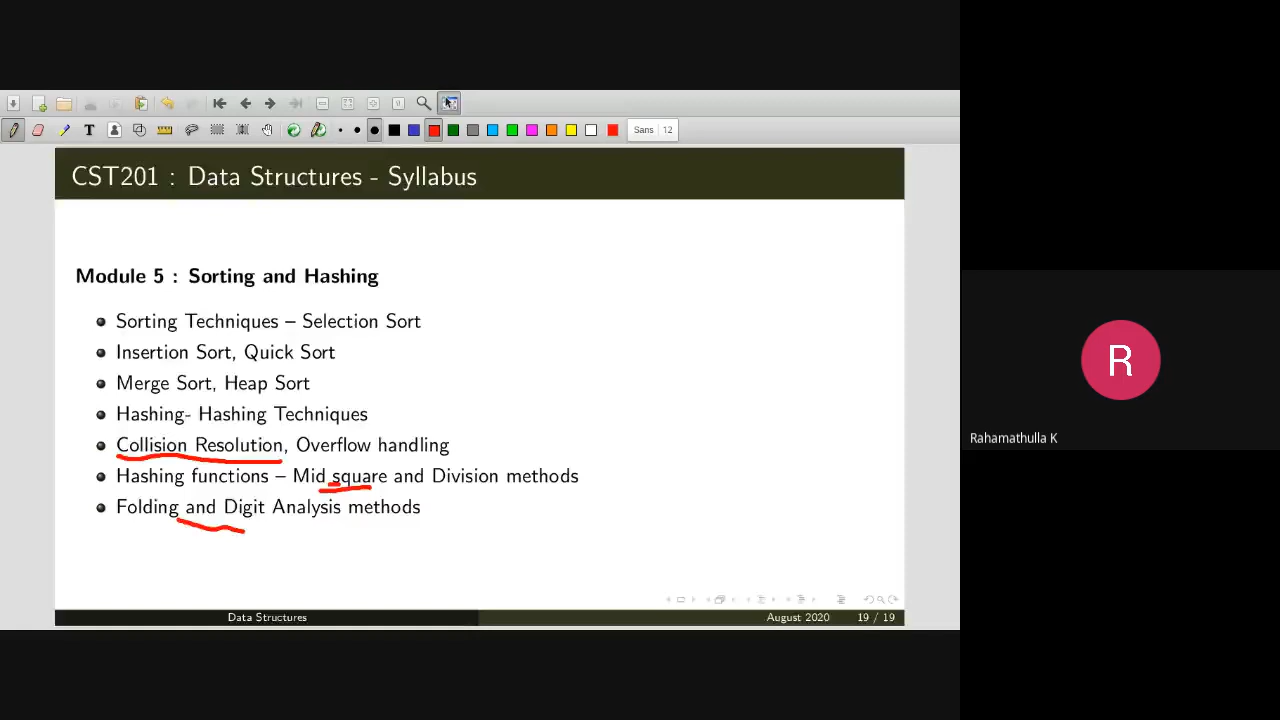 T
Sans 12
CST201 : Data Structures - Syllabus
Module 5 : Sorting and Hashing
Sorting Techniques – Selection Sort
Insertion Sort, Quick Sort
Merge Sort, Heap Sort
Hashing- Hashing Techniques
Collision Resolution, Overflow handling
Hashing functions – Mid square and Division methods
Folding and Digit Analysis methods
Data Structures August 2020 19 / 19
R
Rahamathulla K